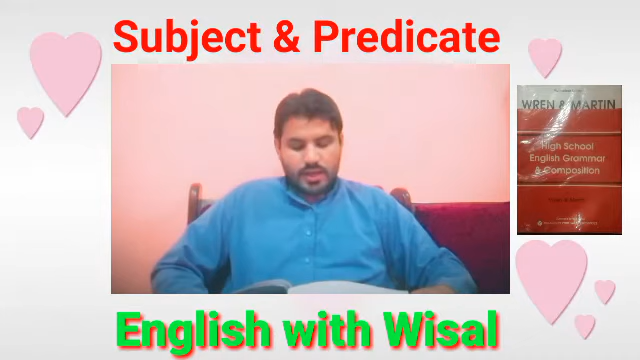 Subject & Predicate
WREN & MARTIN
High School
English Grammar
& Composition
English with Wisal